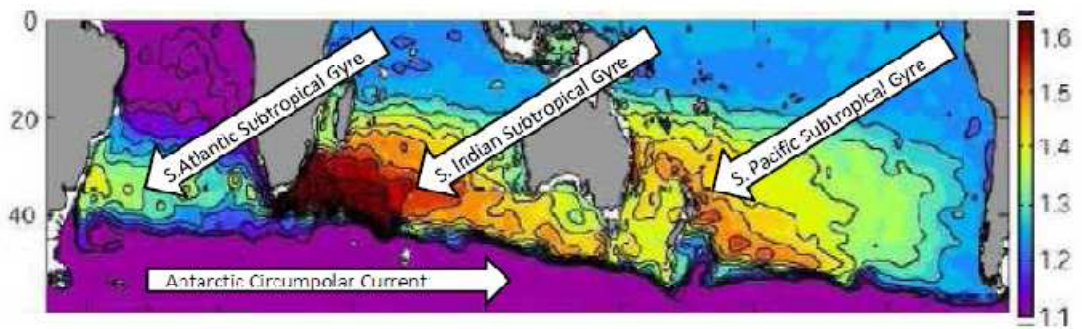 0
20
40
S.Atlantic Subtropical Gyre
S. Indian Subtropical Gyre
S. Pacific Subtropical Gyre
Antarctic Circumpolar Current
1.6
1.5
1.4
1.3
1.2
1.1